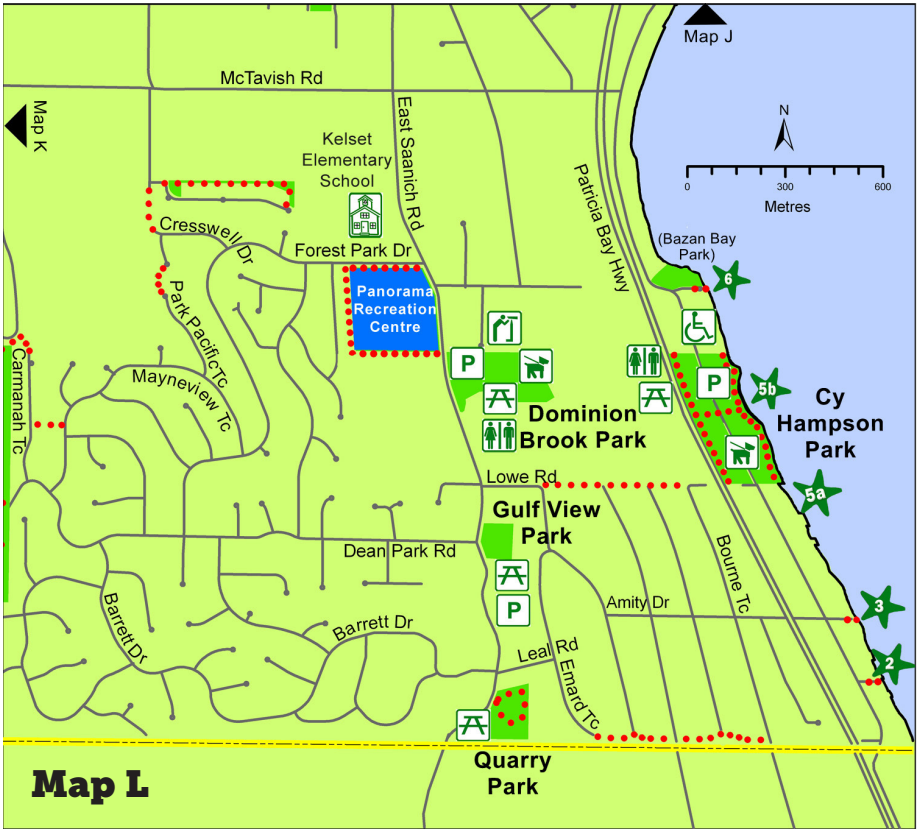 Map J
McTavish Rd
Map K
East Saanich Rd
N
Kelset
Elementary
School
0 300 600
Metres
Patricia Bay Hwy
Cresswell Dr
Forest Park Dr
(Bazan Bay
Park)
6
Panorama
Recreation
Centre
Park Pacific Tc
P
P
5b
Carmanah Tc
Mayneview Tc
Cy
Hampson
Park
Dominion
Brook Park
Lowe Rd
5a
Gulf View
Park
Dean Park Rd
Bourne Tc
P
Amity Dr
3
Barrett Dr
Barrett Dr
Leal Rd
Emard Tc
2
Quarry
Park
Map L